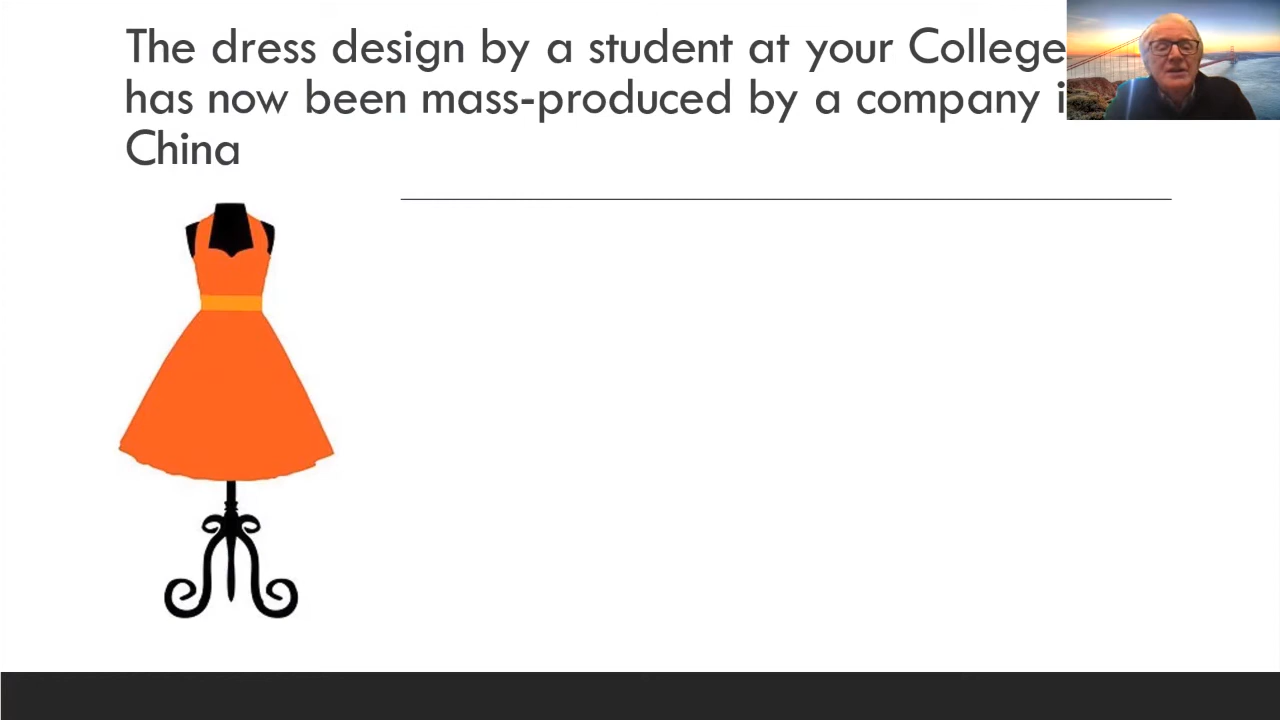 The dress design by a student at your College
has now been mass-produced by a company
China